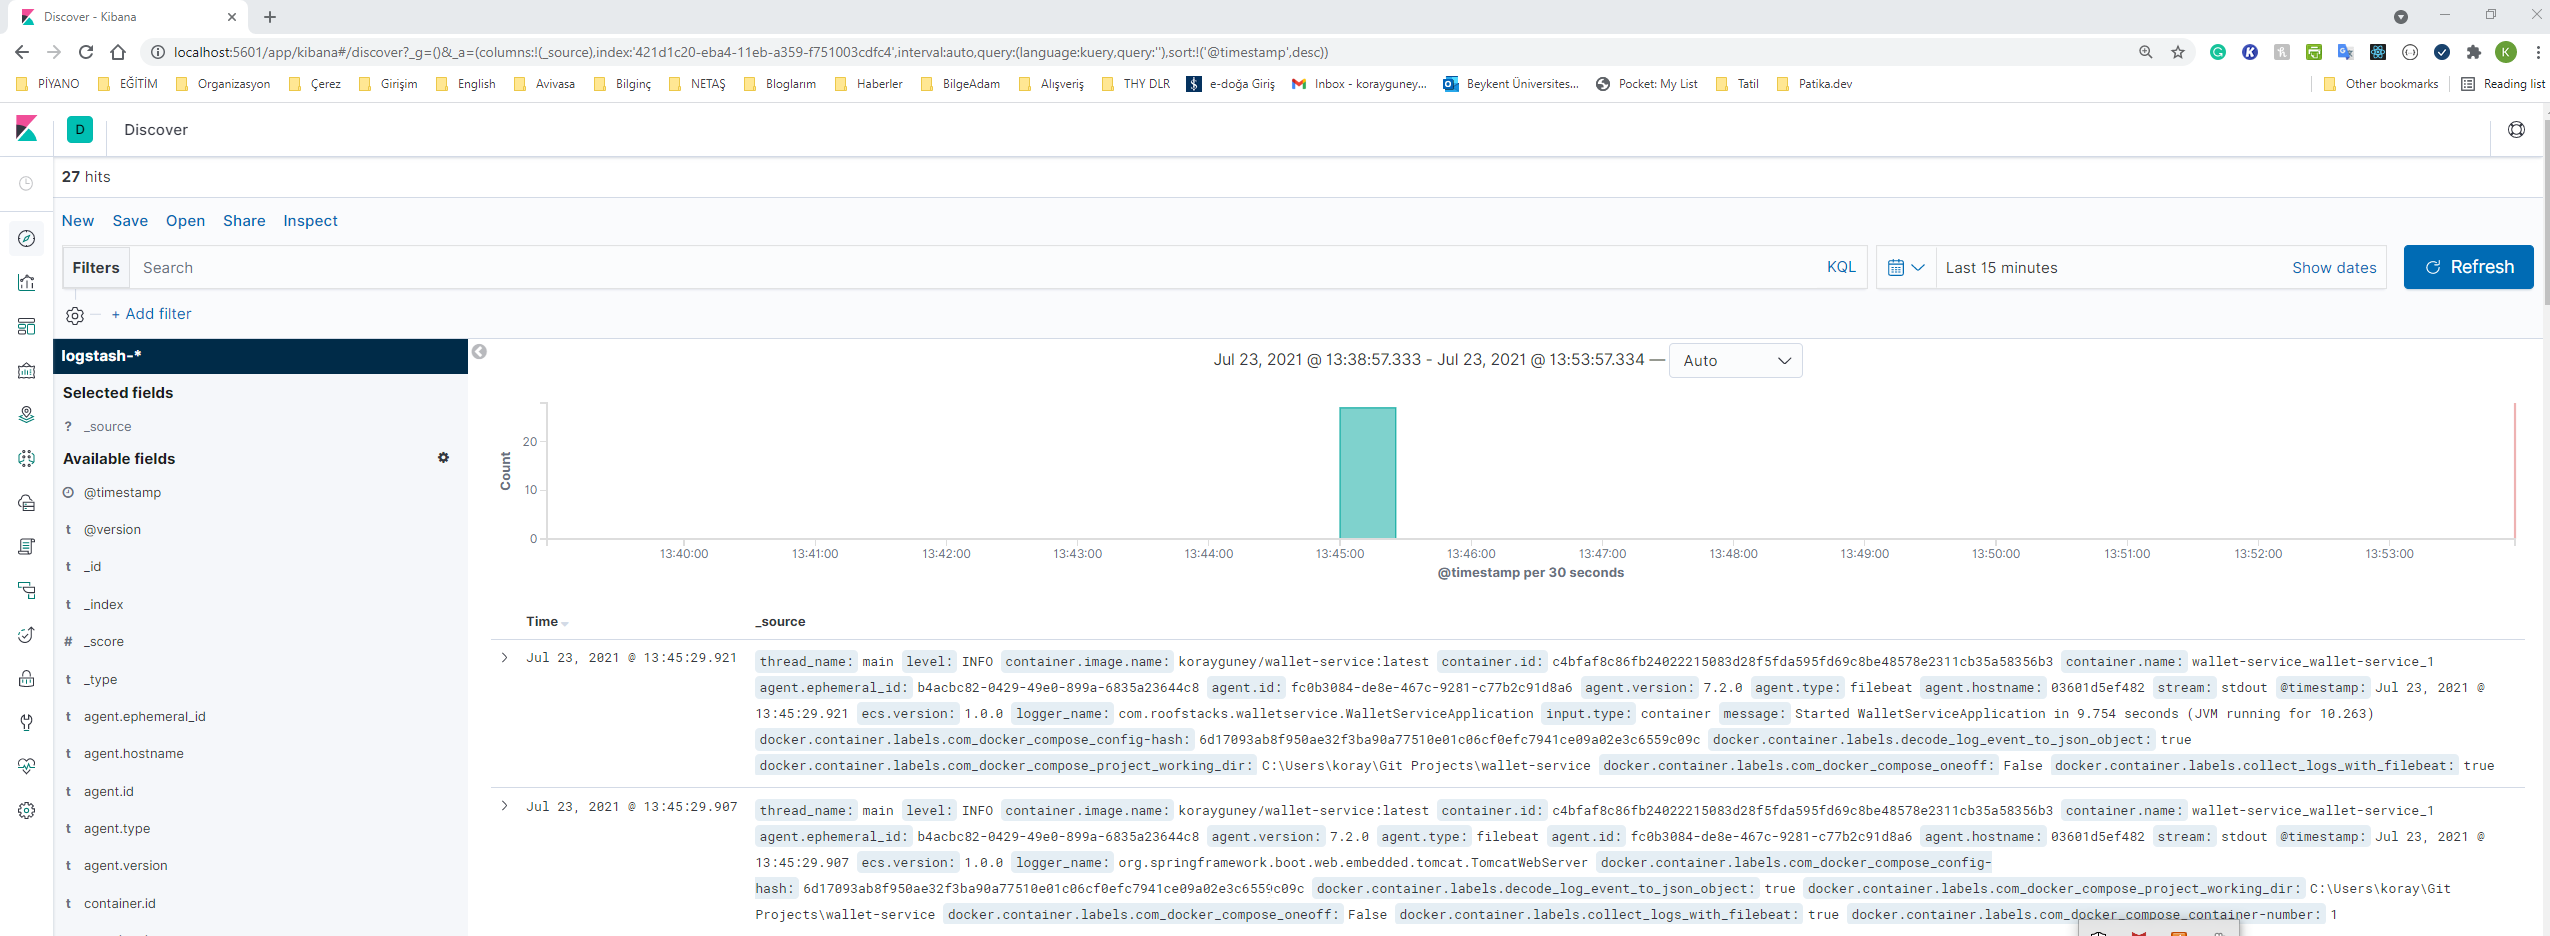 Discover - Kibana
localhost:5601/app/kibana#/discover?_g=()&_a=(columns:!(_source),index:'421d1c20-eba4-11eb-a359-f751003cdfc4',interval:auto,query:(language:kuery,query:''),sort:!('@timestamp',desc))
PİYANO EĞİTİM Organizasyon Çerez Girişim English Avivasa Bilginç NETAŞ Bloglarım Haberler BilgeAdam Alışveriş THY DLR e-doğa Giriş Inbox - korayguney... Beykent Üniversites... Pocket: My List Tatil Patika.dev Other bookmarks Reading list
D Discover
27 hits
New Save Open Share Inspect
Filters Search KQL Last 15 minutes Show dates Refresh
+ Add filter
logstash-*
Selected fields
? _source
Available fields
@timestamp
t @version
t _id
t _index
# _score
t _type
t agent.ephemeral_id
t agent.hostname
t agent.id
t agent.type
t agent.version
t container.id
Jul 23, 2021 @ 13:38:57.333 - Jul 23, 2021 @ 13:53:57.334 — Auto
Count
20
10
0
13:40:00 13:41:00 13:42:00 13:43:00 13:44:00 13:45:00 13:46:00 13:47:00 13:48:00 13:49:00 13:50:00 13:51:00 13:52:00 13:53:00
@timestamp per 30 seconds
Time _source
Jul 23, 2021 @ 13:45:29.921 thread_name: main level: INFO container.image.name: korayguney/wallet-service:latest container.id: c4bfaf8c86fb24022215083d28f5fda595fd69c8be48578e2311cb35a58356b3 container.name: wallet-service_wallet-service_1
agent.ephemeral_id: b4acbc82-0429-49e0-899a-6835a23644c8 agent.id: fc0b3084-de8e-467c-9281-c77b2c91d8a6 agent.version: 7.2.0 agent.type: filebeat agent.hostname: 03601d5ef482 stream: stdout @timestamp: Jul 23, 2021 @
13:45:29.921 ecs.version: 1.0.0 logger_name: com.roofstacks.walletservice.WalletServiceApplication input.type: container message: Started WalletServiceApplication in 9.754 seconds (JVM running for 10.263)
docker.container.labels.com_docker_compose_config-hash: 6d17093ab8f950ae32f3ba90a77510e01c06cf0efc7941ce09a02e3c6559c09c docker.container.labels.decode_log_event_to_json_object: true
docker.container.labels.com_docker_compose_project_working_dir: C:\Users\koray\Git Projects\wallet-service docker.container.labels.com_docker_compose_oneoff: False docker.container.labels.collect_logs_with_filebeat: true
Jul 23, 2021 @ 13:45:29.907 thread_name: main level: INFO container.image.name: korayguney/wallet-service:latest container.id: c4bfaf8c86fb24022215083d28f5fda595fd69c8be48578e2311cb35a58356b3 container.name: wallet-service_wallet-service_1
agent.ephemeral_id: b4acbc82-0429-49e0-899a-6835a23644c8 agent.version: 7.2.0 agent.type: filebeat agent.id: fc0b3084-de8e-467c-9281-c77b2c91d8a6 agent.hostname: 03601d5ef482 stream: stdout @timestamp: Jul 23, 2021 @
13:45:29.907 ecs.version: 1.0.0 logger_name: org.springframework.boot.web.embedded.tomcat.TomcatWebServer docker.container.labels.com_docker_compose_config-
hash: 6d17093ab8f950ae32f3ba90a77510e01c06cf0efc7941ce09a02e3c6559c09c docker.container.labels.decode_log_event_to_json_object: true docker.container.labels.com_docker_compose_project_working_dir: C:\Users\koray\Git
Projects\wallet-service docker.container.labels.com_docker_compose_oneoff: False docker.container.labels.collect_logs_with_filebeat: true docker.container.labels.com_docker_compose_container-number: 1